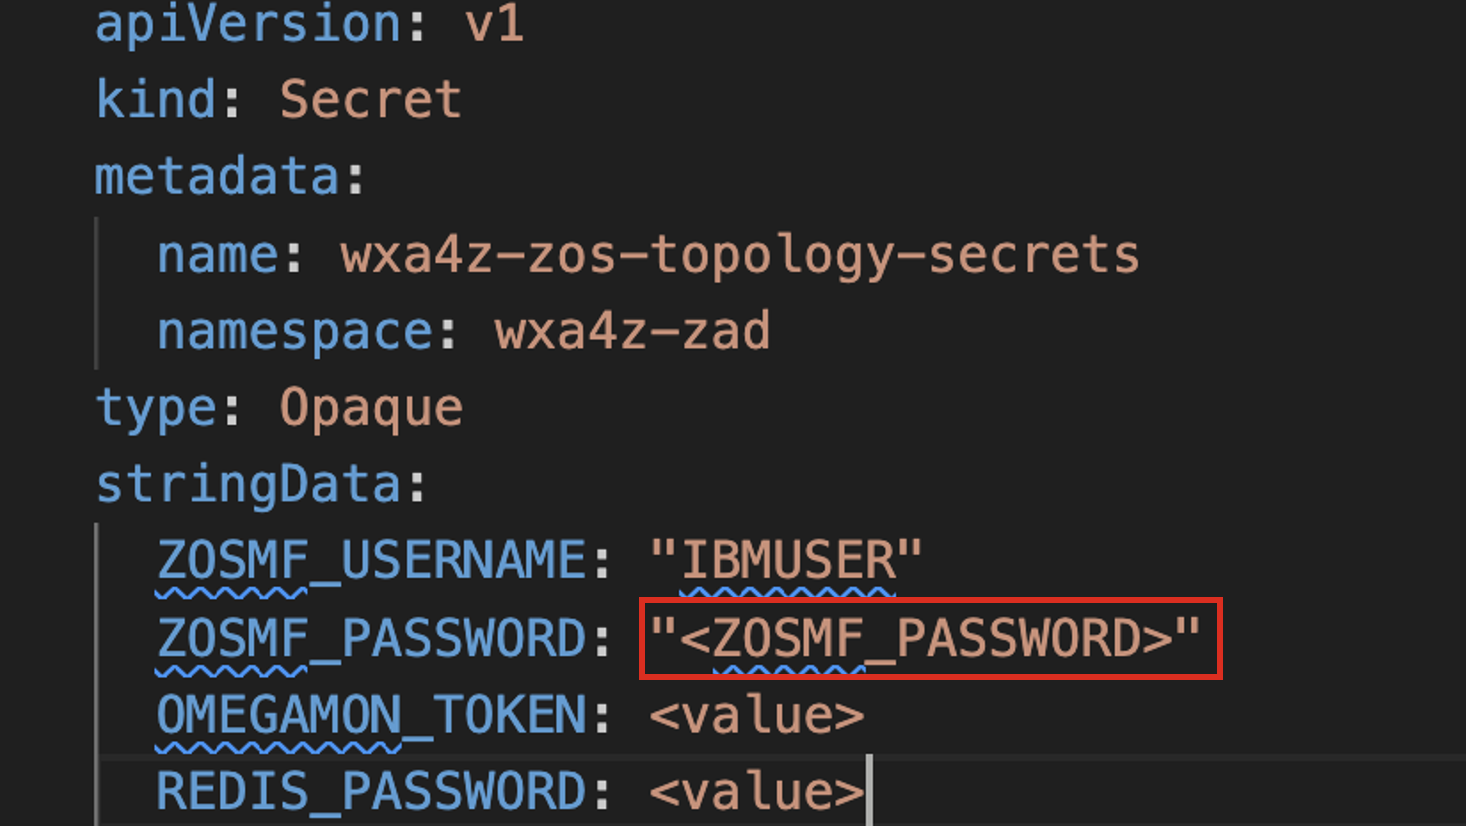 apiVersion: v1
kind: Secret
metadata:
  name: wxa4z-zos-topology-secrets
  namespace: wxa4z-zad
type: Opaque
stringData:
  ZOSMF_USERNAME: "IBMUSER"
  ZOSMF_PASSWORD: "<ZOSMF_PASSWORD>"
  OMEGAMON_TOKEN: <value>
  REDIS_PASSWORD: <value>